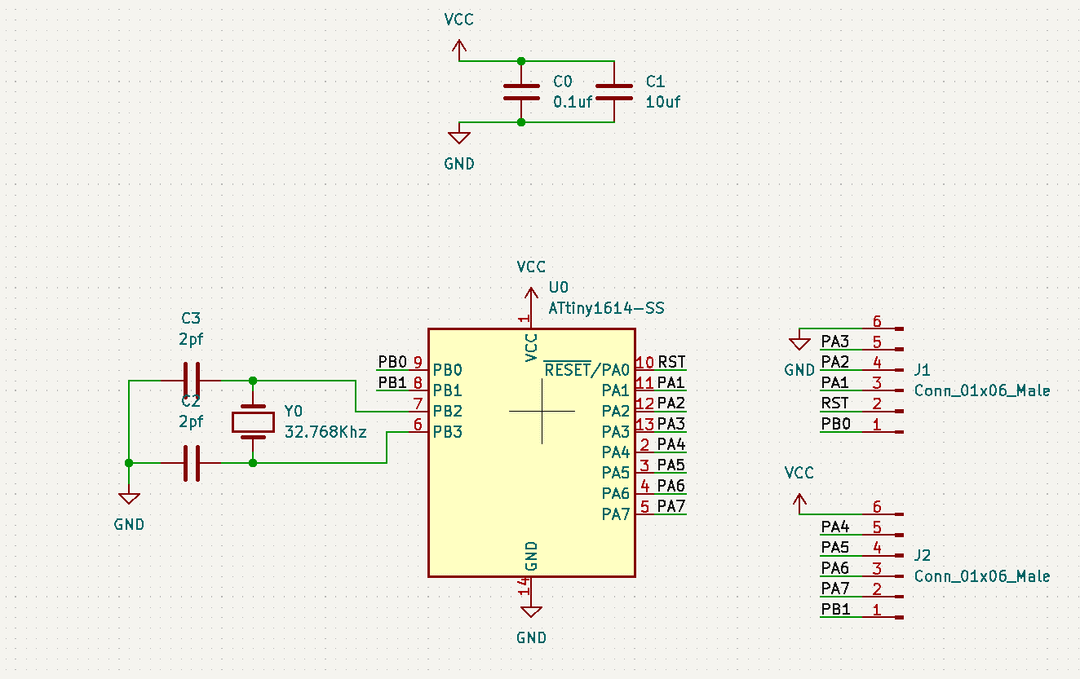 VCC
C0
0.1uf
C1
10uf
GND
VCC
U0
ATtiny1614-SS
1
VCC
C3
2pf
C2
2pf
Y0
32.768Khz
GND
PB0 9 PB0
PB1 8 PB1
7 PB2
6 PB3
RESET/PA0 10 RST
PA1 11 PA1
PA2 12 PA2
PA3 13 PA3
PA4 2 PA4
PA5 3 PA5
PA6 4 PA6
PA7 5 PA7
GND
14
GND
6
PA3 5
GND
PA2 4
PA1 3
RST 2
PB0 1
J1
Conn_01x06_Male
VCC
6
PA4 5
PA5 4
PA6 3
PA7 2
PB1 1
J2
Conn_01x06_Male